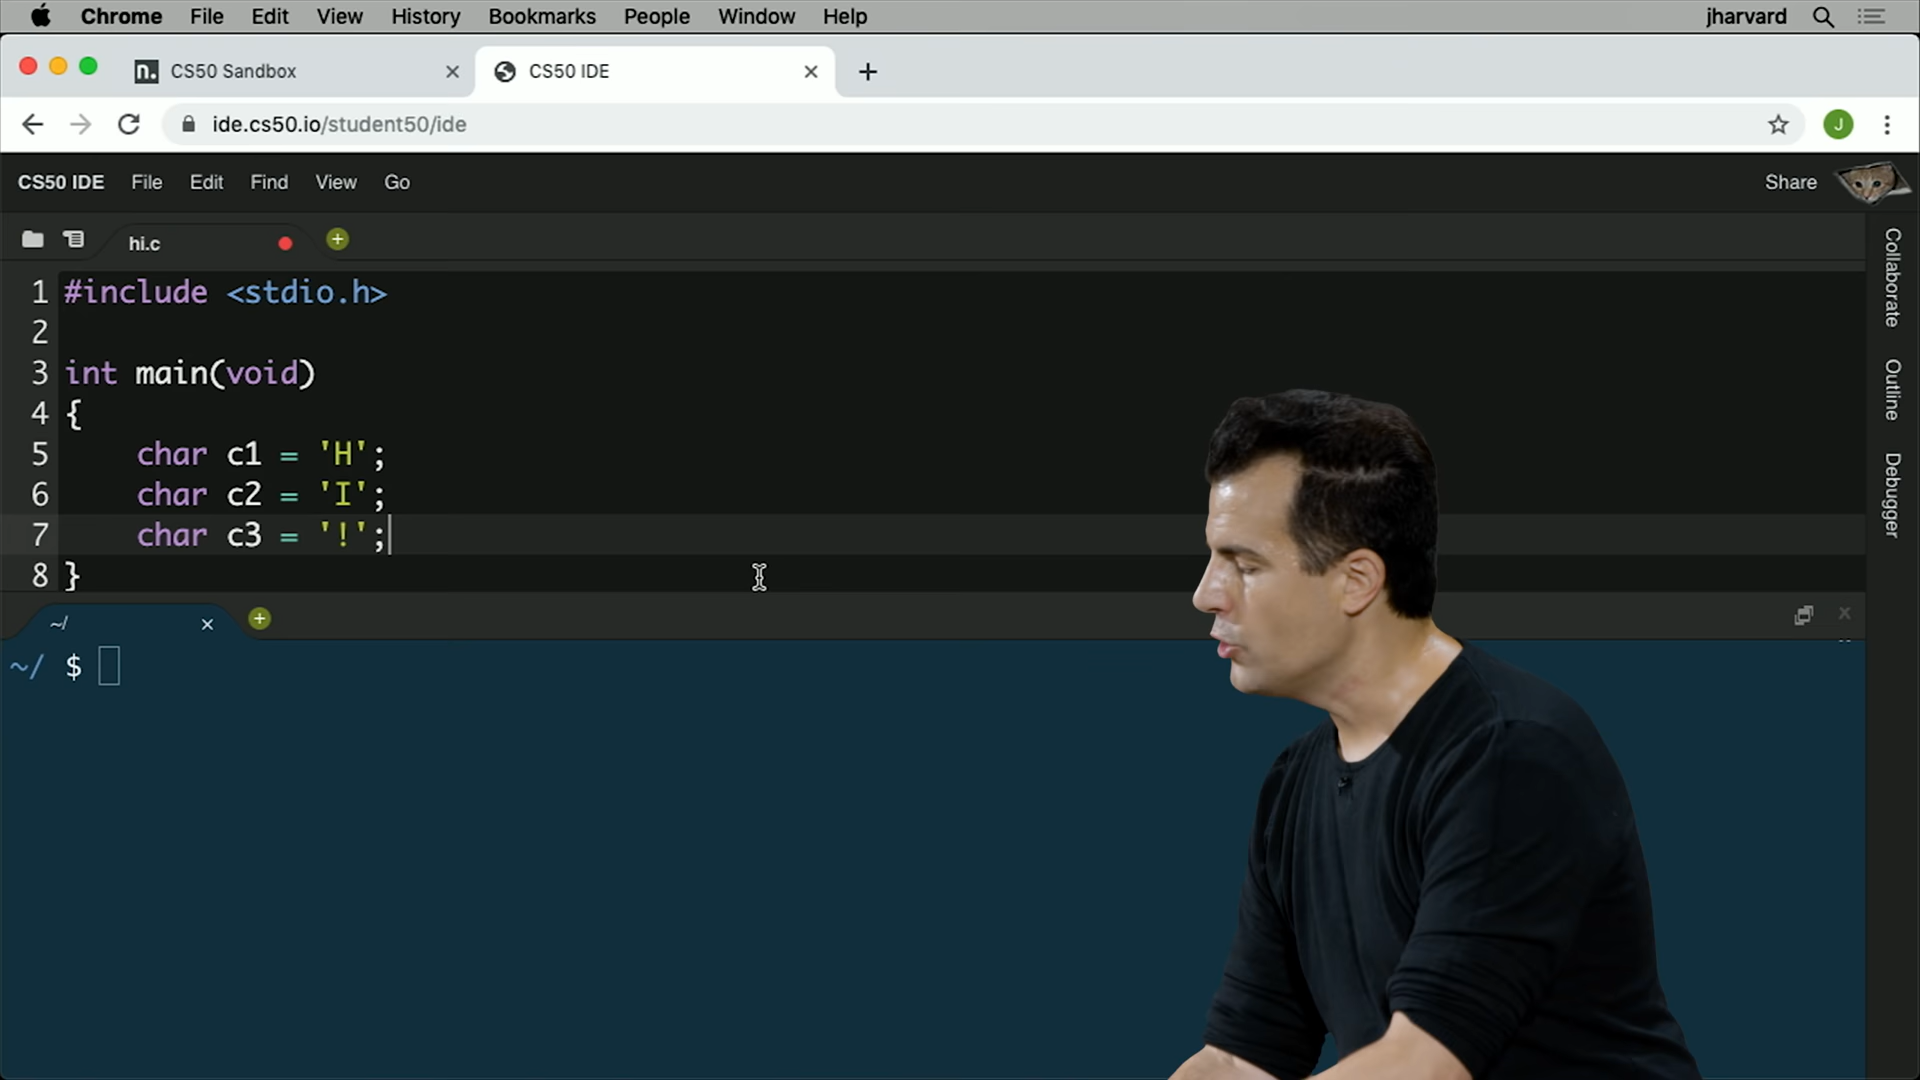 Chrome File Edit View History Bookmarks People Window Help jharvard
n. CS50 Sandbox CS50 IDE
ide.cs50.io/student50/ide J
CS50 IDE File Edit Find View Go Share
hi.c
1 #include <stdio.h>
2
3 int main(void)
4 {
5 char c1 = 'H';
6 char c2 = 'I';
7 char c3 = '!';
8 }
~/
~/ $
Collaborate
Outline
Debugger